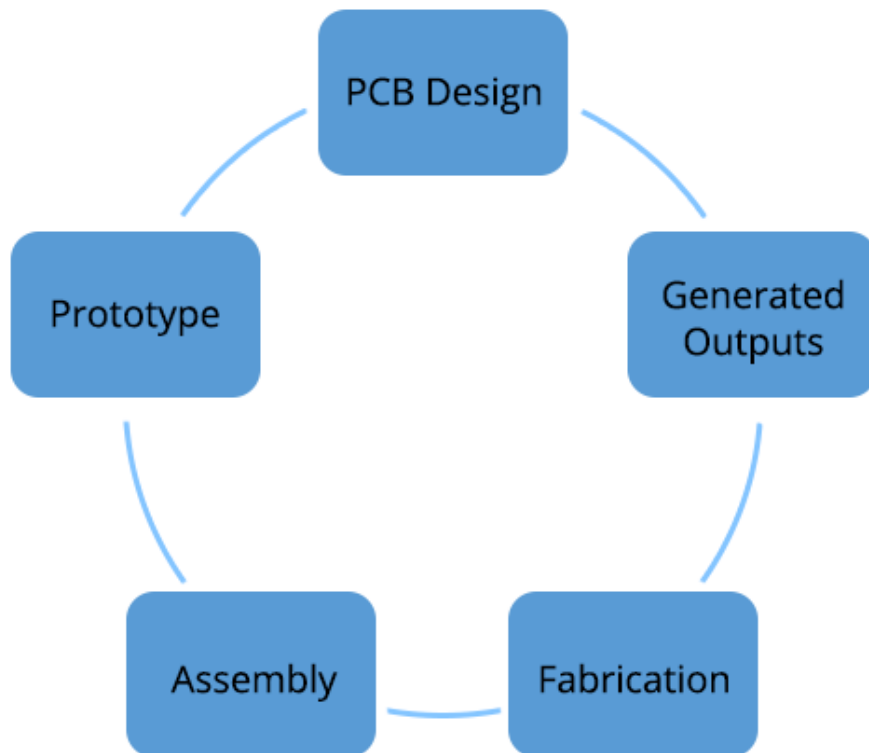 PCB Design
Generated
Outputs
Fabrication
Assembly
Prototype